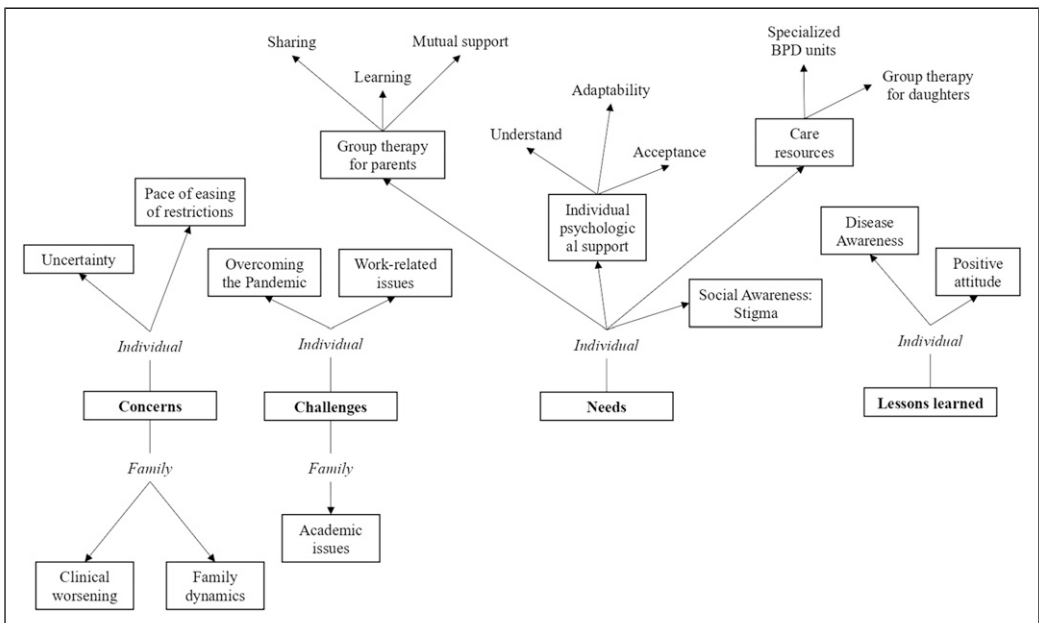 Sharing
Mutual support
Learning
Group therapy
for parents
Adaptability
Understand
Acceptance
Individual
psychologic
al support
Specialized
BPD units
Group therapy
for daughters
Care
resources
Pace of easing
of restrictions
Uncertainty
Overcoming
the Pandemic
Work-related
issues
Social Awareness:
Stigma
Disease
Awareness
Positive
attitude
Individual
Individual
Individual
Individual
Concerns
Challenges
Needs
Lessons learned
Family
Family
Clinical
worsening
Family
dynamics
Academic
issues